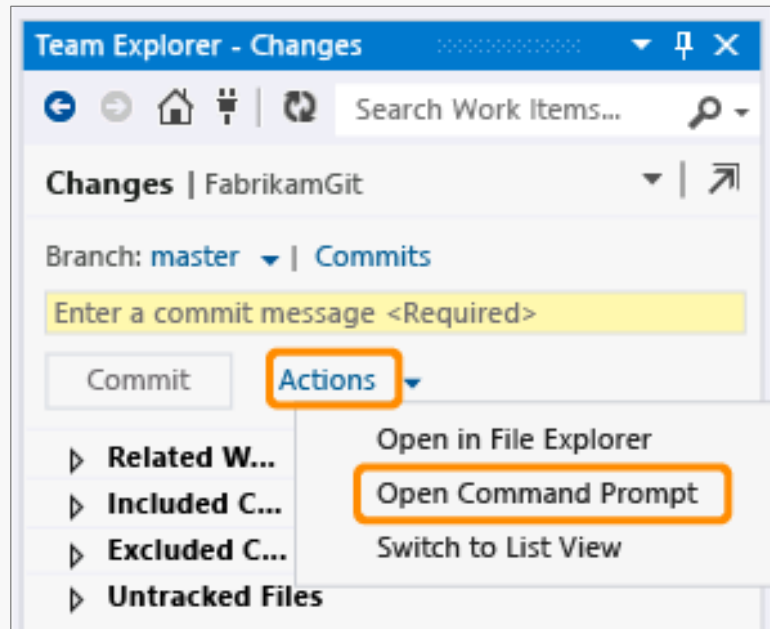 Team Explorer - Changes
Search Work Items...
Changes | FabrikamGit
Branch: master | Commits
Enter a commit message <Required>
Commit Actions
Open in File Explorer
Related W...
Open Command Prompt
Included C...
Switch to List View
Excluded C...
Untracked Files